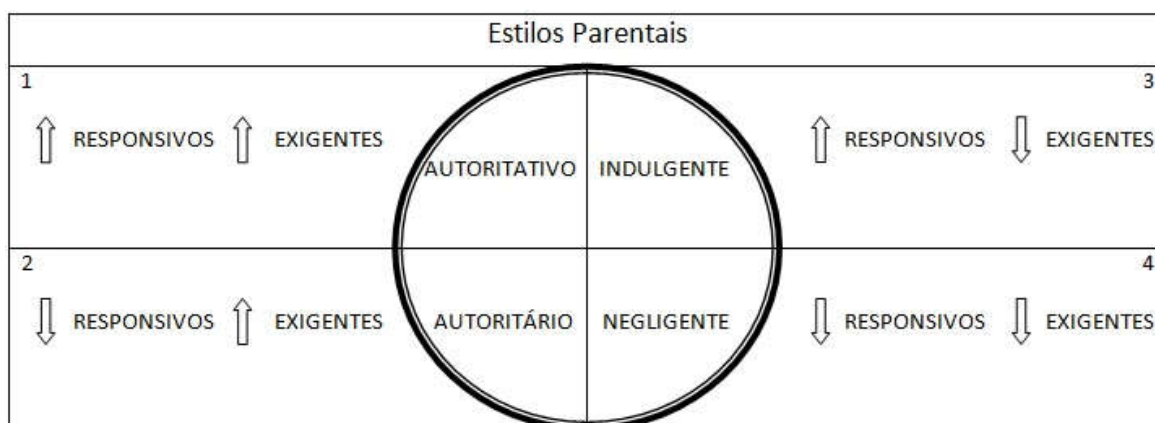 Estilos Parentais
1 3
RESPONSIVOS EXIGENTES RESPONSIVOS EXIGENTES
AUTORITATIVO INDULGENTE
2 4
RESPONSIVOS EXIGENTES AUTORITÁRIO NEGLIGENTE RESPONSIVOS EXIGENTES